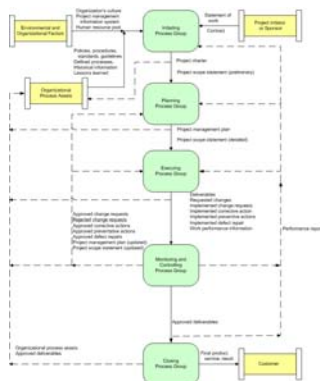 Environmental and
Organizational Factors
Organization's culture
Project management
information system
Human resource pool
Initiating
Process Group
Statement of
work
Contract
Project Initiator
or Sponsor
Policies, procedures,
standards, guidelines
Defined processes,
Historical information
Lessons learned
Organizational
Process Assets
Project charter
Project scope statement (preliminary)
Planning
Process Group
Project management plan
Project scope statement (detailed)
Executing
Process Group
Deliverables
Requested changes
Implemented change requests
Implemented corrective action
Implemented preventive actions
Implemented defect repair
Work performance information
Approved change requests
Rejected change requests
Approved corrective actions
Approved preventive actions
Approved defect repairs
Project management plan (updated)
Project scope statement (updated)
Performance report
Monitoring and
Controlling
Process Group
Approved deliverables
Organizational process assets
Approved deliverables
Closing
Process Group
Final product
service, result
Customer